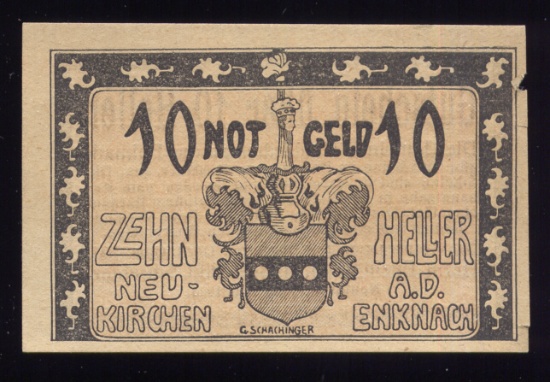 10 NOT GELD 10
ZEHN HELLER
NEU- A.D.
KIRCHEN ENKNACH
G. SCHACHINGER